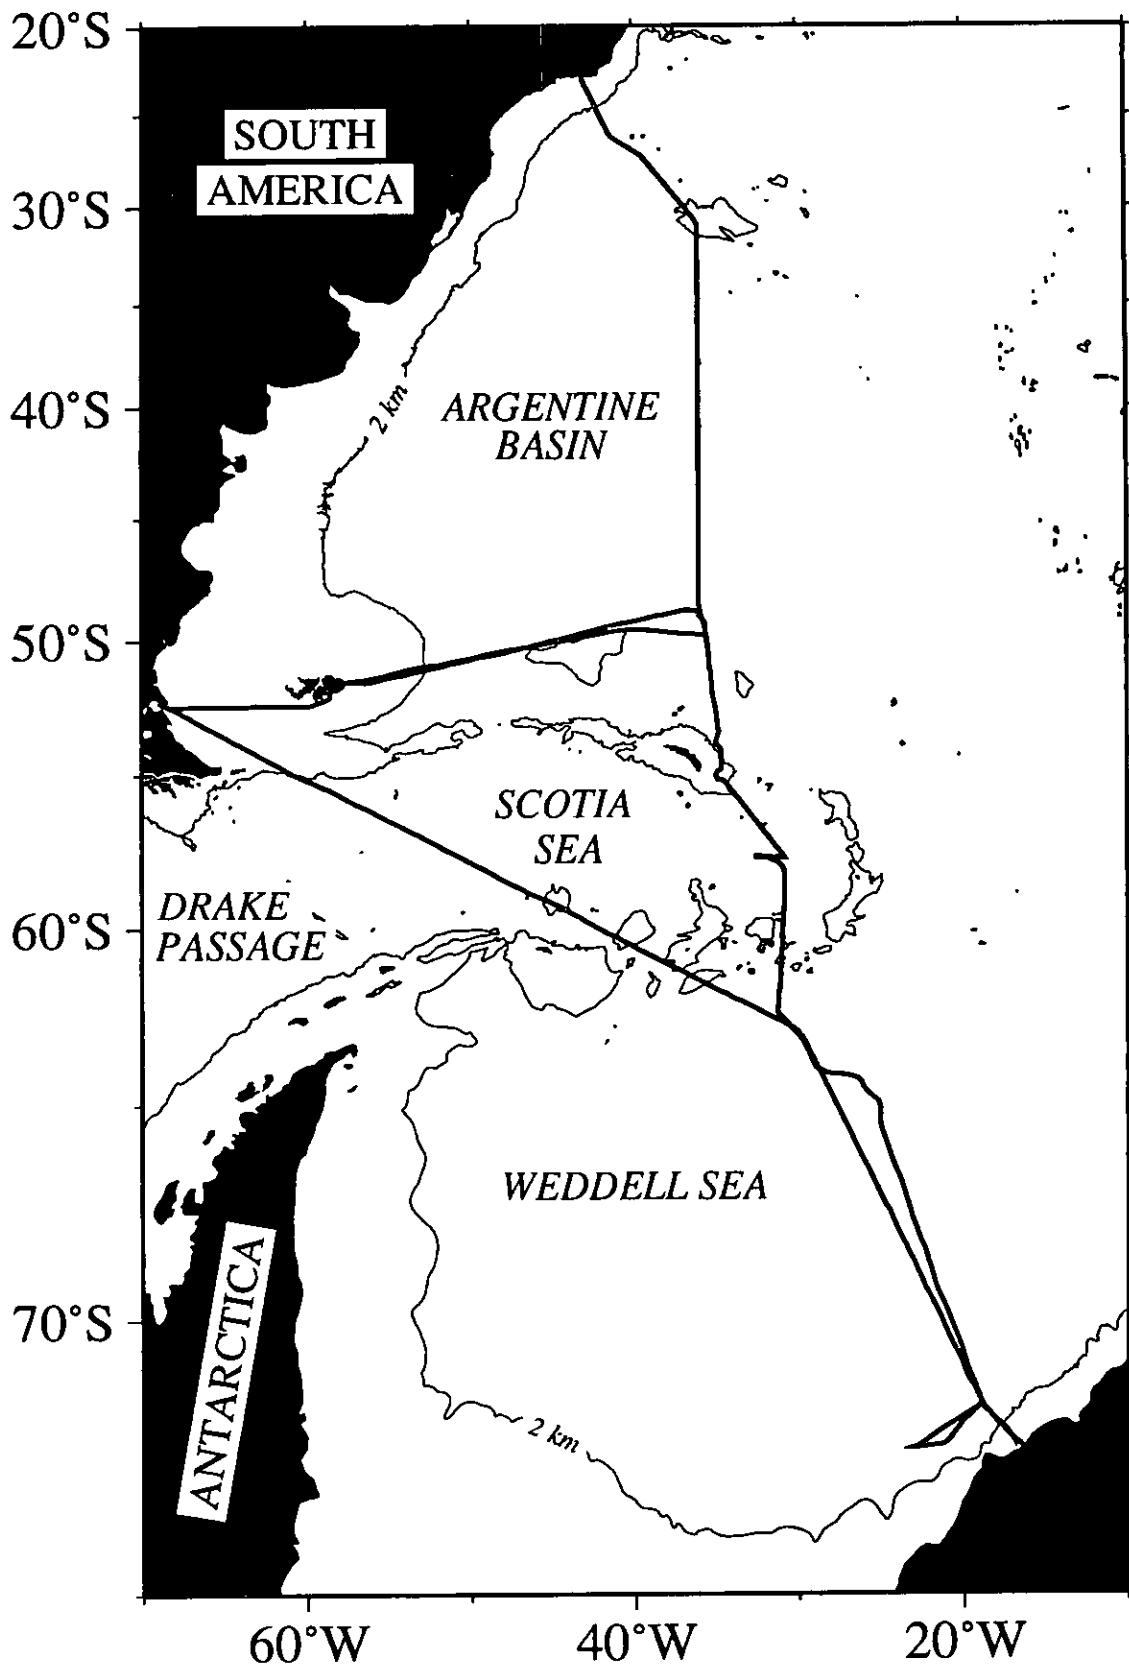 20°S
SOUTH
AMERICA
30°S
2 km
40°S
ARGENTINE
BASIN
50°S
SCOTIA
SEA
DRAKE
PASSAGE
60°S
WEDDELL SEA
ANTARCTICA
70°S
2 km
60°W
40°W
20°W